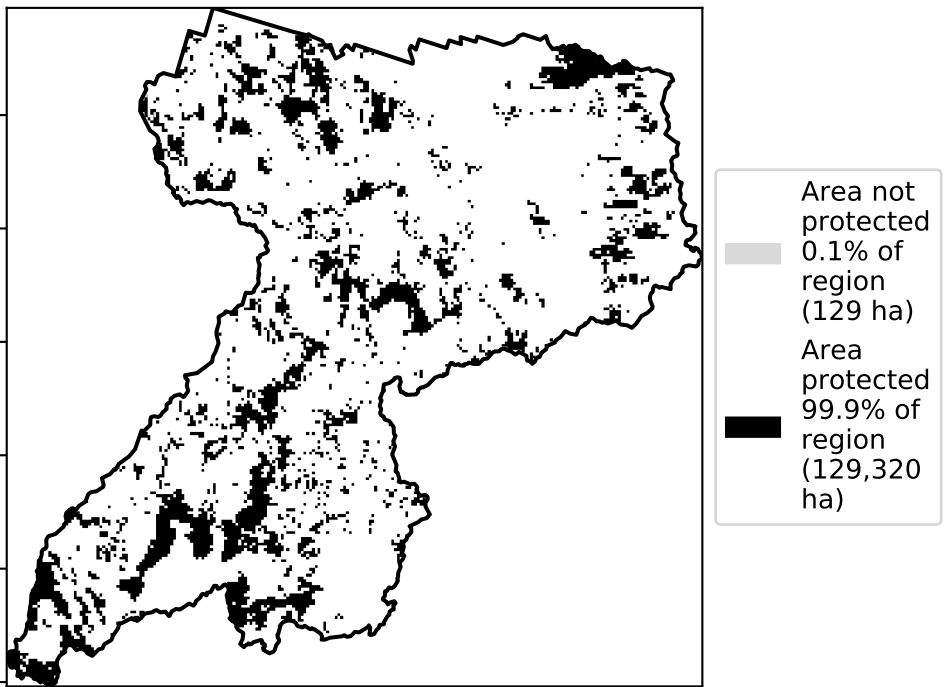 Area not
protected
0.1% of
region
(129 ha)
Area
protected
99.9% of
region
(129,320
ha)